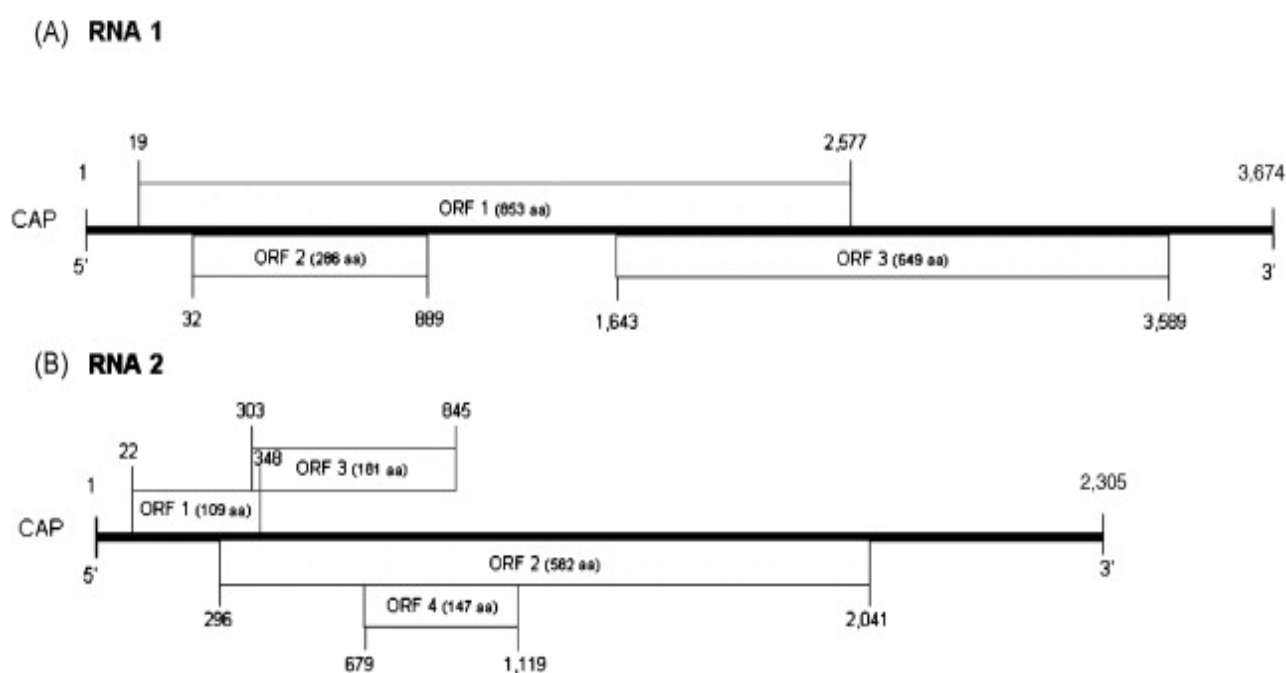 (A) RNA 1
19 2,577
1 3,674
ORF 1 (853 aa)
CAP
5' ORF 2 (286 aa) ORF 3 (649 aa) 3'
32 889 1,643 3,589
(B) RNA 2
303 845
22 348
ORF 3 (181 aa)
1 2,305
ORF 1 (109 aa)
CAP
5' ORF 2 (582 aa) 3'
296 ORF 4 (147 aa) 2,041
679 1,119